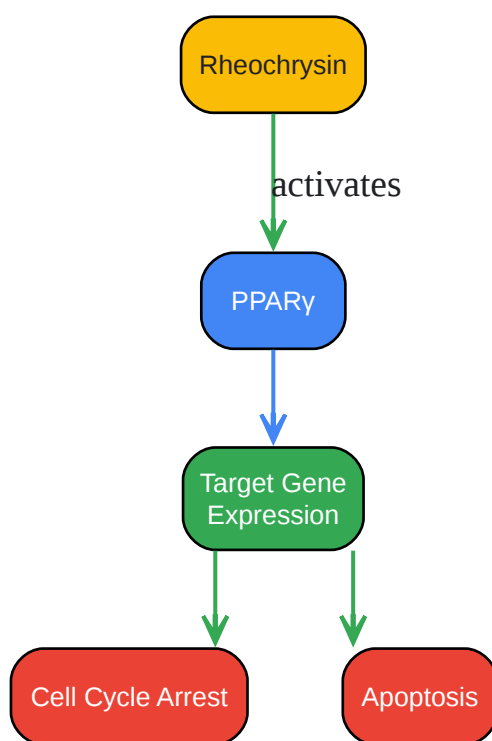 Rheochrysin
activates
PPARγ
Target Gene
Expression
Cell Cycle Arrest
Apoptosis